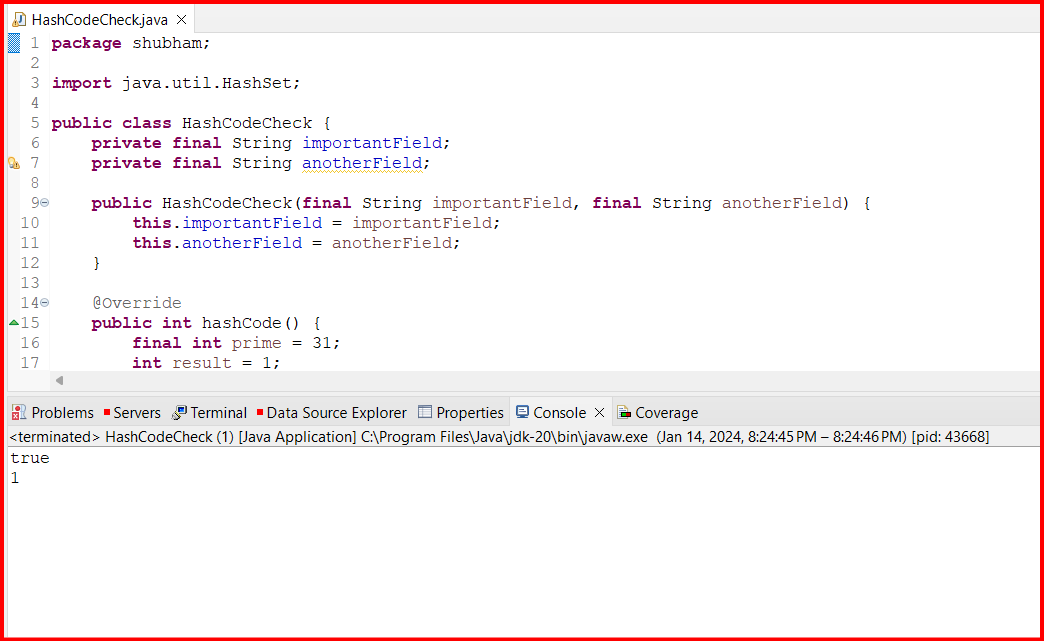 HashCodeCheck.java
1 package shubham;
2
3 import java.util.HashSet;
4
5 public class HashCodeCheck {
6     private final String importantField;
7     private final String anotherField;
8
9     public HashCodeCheck(final String importantField, final String anotherField) {
10         this.importantField = importantField;
11         this.anotherField = anotherField;
12     }
13
14     @Override
15     public int hashCode() {
16         final int prime = 31;
17         int result = 1;
Problems Servers Terminal Data Source Explorer Properties Console Coverage
<terminated> HashCodeCheck (1) [Java Application] C:\Program Files\Java\jdk-20\bin\javaw.exe (Jan 14, 2024, 8:24:45 PM – 8:24:46 PM) [pid: 43668]
true
1